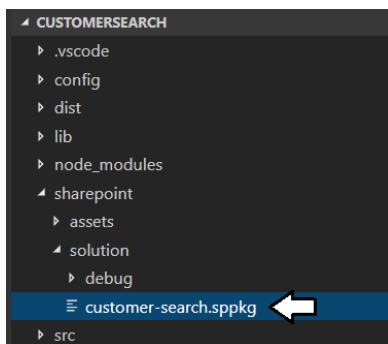 CUSTOMERSEARCH
.vscode
config
dist
lib
node_modules
sharepoint
assets
solution
debug
customer-search.sppkg
src